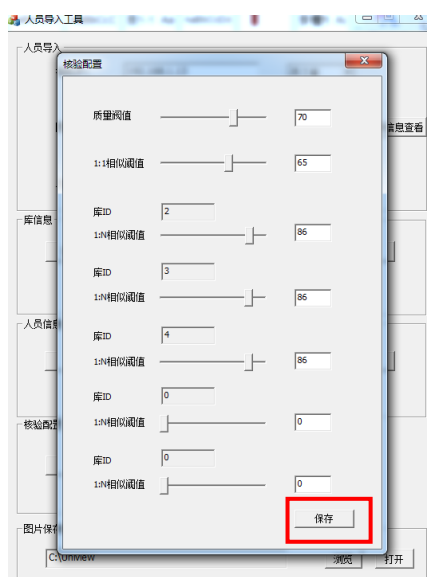 人员导入工具
人员导入
核验配置
质量阀值 70
信息查看
1:1相似阈值 65
库ID 2
库信息
1:N相似阈值 86
库ID 3
1:N相似阈值 86
人员信息
库ID 4
1:N相似阈值 86
库ID 0
核验配置
1:N相似阈值 0
库ID 0
1:N相似阈值 0
保存
图片保存
C:\Uniview 浏览 打开